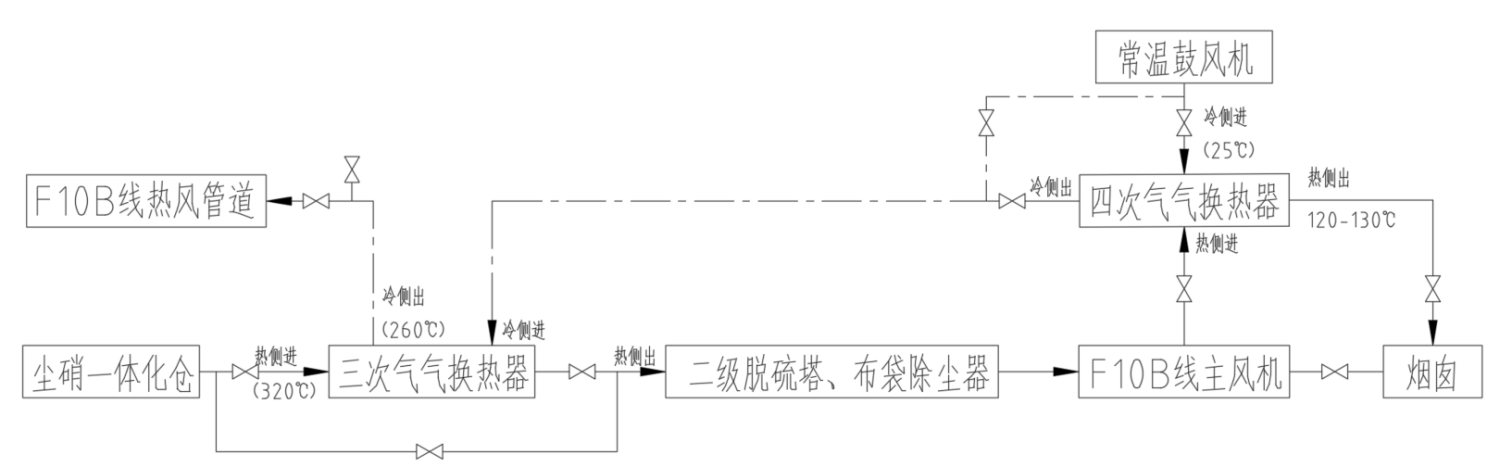 常温鼓风机
冷侧进
(25℃)
F10B线热风管道
冷侧出
四次气气换热器
热侧出
120-130℃
热侧进
冷侧出
(260℃)
冷侧进
尘硝一体化仓
热侧进
(320℃)
三次气气换热器
热侧出
二级脱硫塔、布袋除尘器
F10B线主风机
烟囱